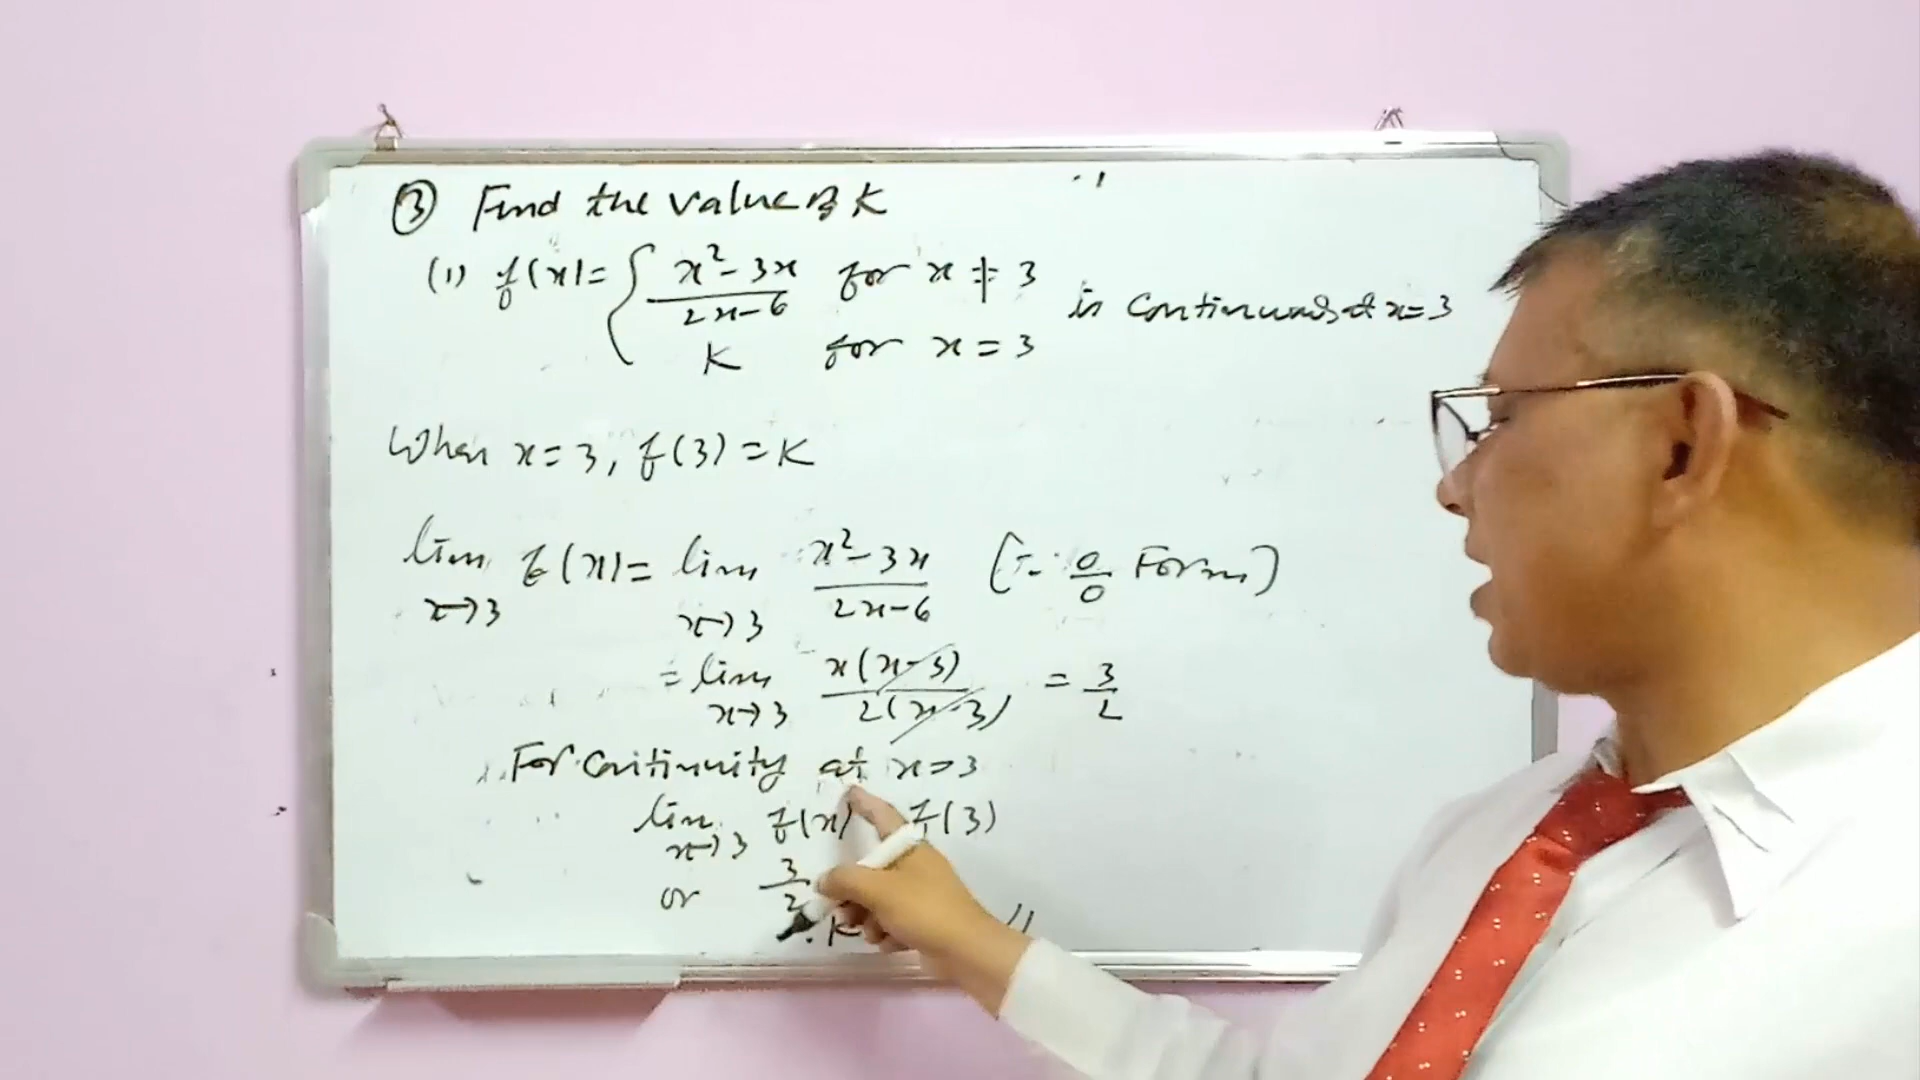 ③ Find the value of K
(1) f(x) = { x² - 3x / 2x - 6 for x ≠ 3 is continuous at x = 3
K for x = 3
When x = 3, f(3) = K
lim x→3 f(x) = lim x→3 x² - 3x / 2x - 6 [∵ 0/0 Form]
= lim x→3 x(x - 3) / 2(x - 3) = 3/2
For Continuity at x = 3
lim x→3 f(x) f(3)
or 3/2
K